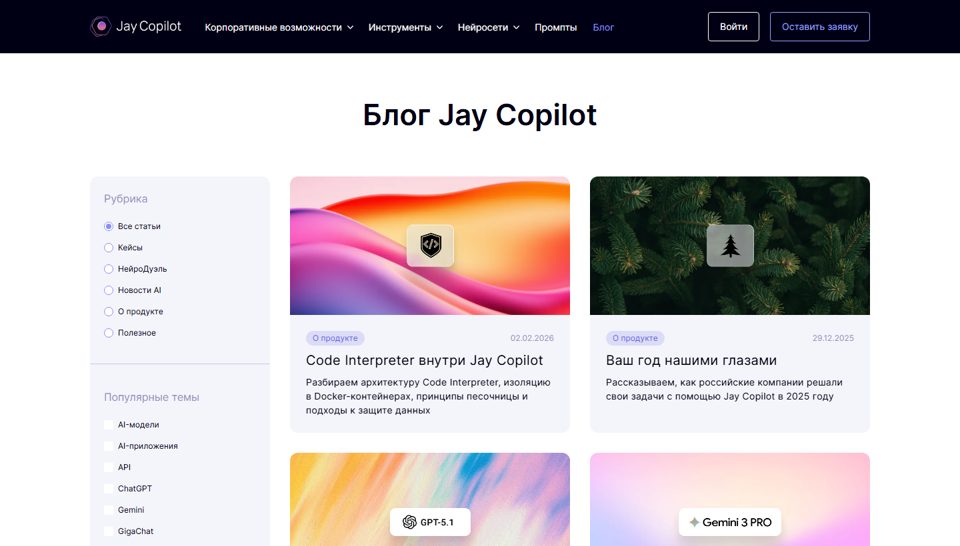 Jay Copilot
Корпоративные возможности
Инструменты
Нейросети
Промпты
Блог
Войти
Оставить заявку
Блог Jay Copilot
Рубрика
Все статьи
Кейсы
НейроДуэль
Новости AI
О продукте
Полезное
Популярные темы
AI-модели
AI-приложения
API
ChatGPT
Gemini
GigaChat
</>
О продукте
02.02.2026
Code Interpreter внутри Jay Copilot
Разбираем архитектуру Code Interpreter, изоляцию
в Docker-контейнерах, принципы песочницы и
подходы к защите данных
О продукте
29.12.2025
Ваш год нашими глазами
Рассказываем, как российские компании решали
свои задачи с помощью Jay Copilot в 2025 году
GPT-5.1
Gemini 3 PRO